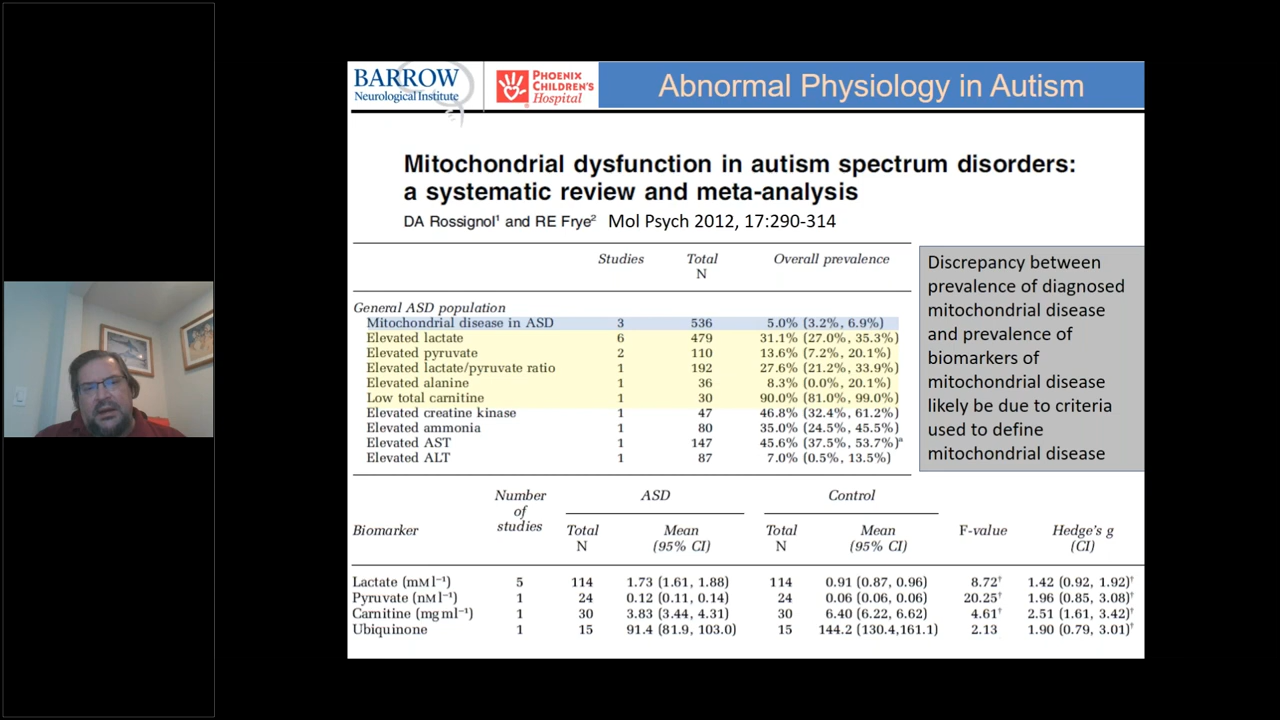 BARROW
Neurological Institute
PHOENIX
CHILDREN'S
Hospital
Abnormal Physiology in Autism
Mitochondrial dysfunction in autism spectrum disorders:
a systematic review and meta-analysis
DA Rossignol¹ and RE Frye² Mol Psych 2012, 17:290-314
Studies Total N Overall prevalence
General ASD population
Mitochondrial disease in ASD 3 536 5.0% (3.2%, 6.9%)
Elevated lactate 6 479 31.1% (27.0%, 35.3%)
Elevated pyruvate 2 110 13.6% (7.2%, 20.1%)
Elevated lactate/pyruvate ratio 1 192 27.6% (21.2%, 33.9%)
Elevated alanine 1 36 8.3% (0.0%, 20.1%)
Low total carnitine 1 30 90.0% (81.0%, 99.0%)
Elevated creatine kinase 1 47 46.8% (32.4%, 61.2%)
Elevated ammonia 1 80 35.0% (24.5%, 45.5%)
Elevated AST 1 147 45.6% (37.5%, 53.7%)ᵃ
Elevated ALT 1 87 7.0% (0.5%, 13.5%)
Discrepancy between
prevalence of diagnosed
mitochondrial disease
and prevalence of
biomarkers of
mitochondrial disease
likely be due to criteria
used to define
mitochondrial disease
Biomarker Number of studies ASD Control F-value Hedge's g (CI)
Total N Mean (95% CI) Total N Mean (95% CI)
Lactate (mM l⁻¹) 5 114 1.73 (1.61, 1.88) 114 0.91 (0.87, 0.96) 8.72† 1.42 (0.92, 1.92)†
Pyruvate (nM l⁻¹) 1 24 0.12 (0.11, 0.14) 24 0.06 (0.06, 0.06) 20.25† 1.96 (0.85, 3.08)†
Carnitine (mg ml⁻¹) 1 30 3.83 (3.44, 4.31) 30 6.40 (6.22, 6.62) 4.61† 2.51 (1.61, 3.42)†
Ubiquinone 1 15 91.4 (81.9, 103.0) 15 144.2 (130.4,161.1) 2.13 1.90 (0.79, 3.01)†